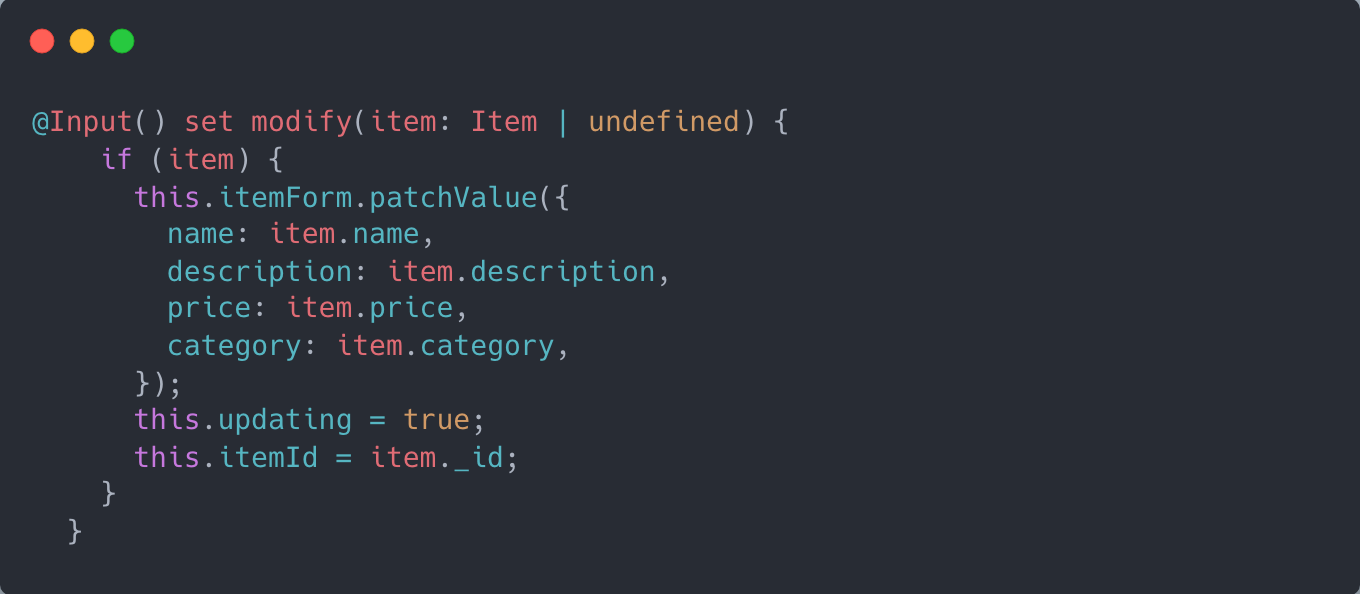 @Input() set modify(item: Item | undefined) {
    if (item) {
      this.itemForm.patchValue({
        name: item.name,
        description: item.description,
        price: item.price,
        category: item.category,
      });
      this.updating = true;
      this.itemId = item._id;
    }
  }